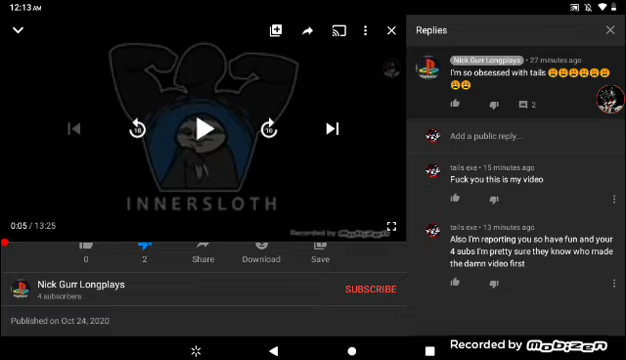 12:13 AM
Replies
Nick Gurr Longplays • 27 minutes ago
I'm so obsessed with tails 😩😩😩😩😩😩
😩😩
2
Add a public reply...
tails exe • 15 minutes ago
Fuck you this is my video
tails exe • 13 minutes ago
Also I'm reporting you so have fun and your
4 subs I'm pretty sure they know who made
the damn video first
10
10
INNERSLOTH
0:05 / 13:25
Recorded by Mobizen
0
2
Share
Download
Save
Nick Gurr Longplays
4 subscribers
SUBSCRIBE
Published on Oct 24, 2020
Recorded by Mobizen